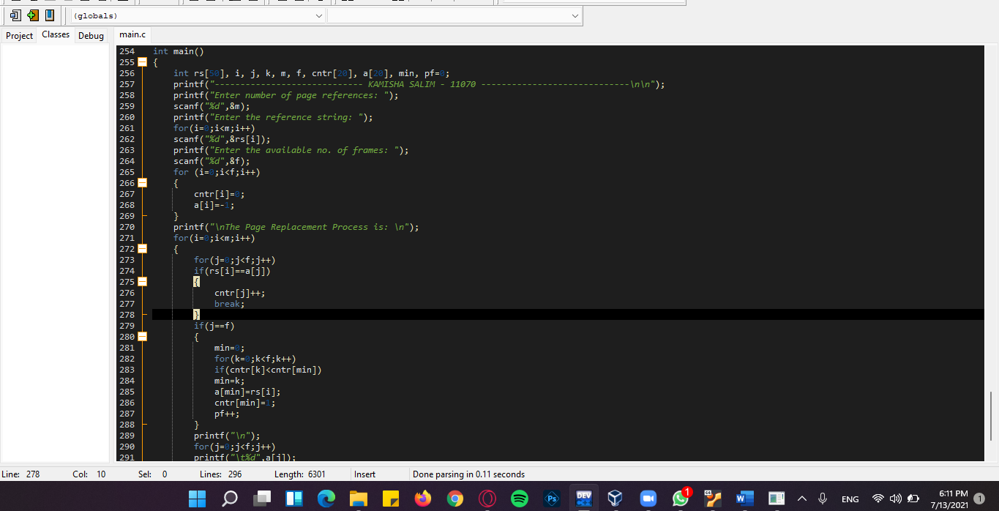 (globals)
Project Classes Debug main.c
254 int main()
255 {
256 int rs[50], i, j, k, m, f, cntr[20], a[20], min, pf=0;
257 printf("----------------------------- KAMISHA SALIM - 11070 -----------------------------\n\n");
258 printf("Enter number of page references: ");
259 scanf("%d",&m);
260 printf("Enter the reference string: ");
261 for(i=0;i<m;i++)
262 scanf("%d",&rs[i]);
263 printf("Enter the available no. of frames: ");
264 scanf("%d",&f);
265 for (i=0;i<f;i++)
266 {
267 cntr[i]=0;
268 a[i]=-1;
269 }
270 printf("\nThe Page Replacement Process is: \n");
271 for(i=0;i<m;i++)
272 {
273 for(j=0;j<f;j++)
274 if(rs[i]==a[j])
275 {
276 cntr[j]++;
277 break;
278 }
279 if(j==f)
280 {
281 min=0;
282 for(k=0;k<f;k++)
283 if(cntr[k]<cntr[min])
284 min=k;
285 a[min]=rs[i];
286 cntr[min]=1;
287 pf++;
288 }
289 printf("\n");
290 for(j=0;j<f;j++)
291 printf("\t%d",a[j]);
Line: 278 Col: 10 Sel: 0 Lines: 296 Length: 6301 Insert Done parsing in 0.11 seconds
Ps DEV W 1 ENG 6:11 PM 1
7/13/2021